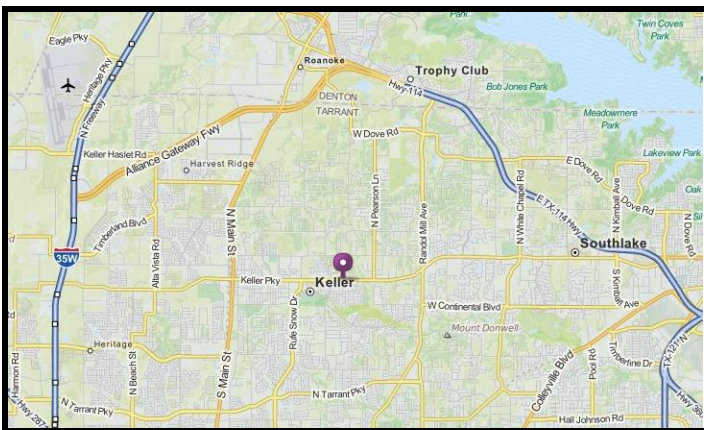 Park
Twin Coves
Park
Eagle Pky
Heritage Pky
N Freeway
Roanoke
Trophy Club
Hwy-114
Bob Jones Park
DENTON
TARRANT
Meadowmere
Park
W Dove Rd
Keller Haslet Rd
Alliance Gateway Fwy
Harvest Ridge
E Dove Rd
Lakeview Park
Dove Rd
Oak
N Main St
N Pearson Ln
Randol Mill Ave
N White Chapel Rd
E TX-114 Hwy
N Kimball Ave
N Dove Rd
Timberland Blvd
Alta Vista Rd
35W
Southlake
Keller Pky
Keller
S Kimball Ave
W Continental Blvd
Rufe Snow Dr
Mount Donwell
Heritage
Harmon Rd
N Beach St
S Main St
Colleyville Blvd
Pool Rd
Timberline Dr
TX-121 N
N Tarrant Pky
N Tarrant Pky
Hwy 287
Hall Johnson Rd